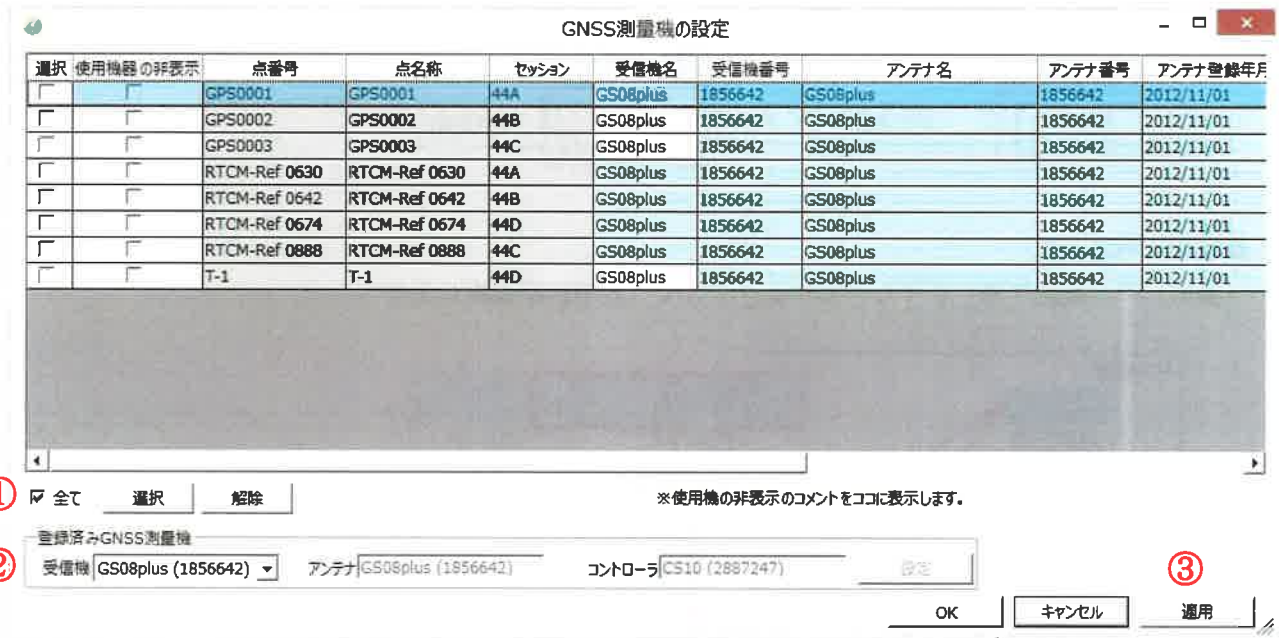 GNSS測量機の設定
選択 使用機器の非表示 点番号 点名称 セッション 受信機名 受信機番号 アンテナ名 アンテナ番号 アンテナ登録年月
GPS0001 GPS0001 44A GS08plus 1856642 GS08plus 1856642 2012/11/01
GPS0002 GPS0002 44B GS08plus 1856642 GS08plus 1856642 2012/11/01
GPS0003 GPS0003 44C GS08plus 1856642 GS08plus 1856642 2012/11/01
RTCM-Ref 0630 RTCM-Ref 0630 44A GS08plus 1856642 GS08plus 1856642 2012/11/01
RTCM-Ref 0642 RTCM-Ref 0642 44B GS08plus 1856642 GS08plus 1856642 2012/11/01
RTCM-Ref 0674 RTCM-Ref 0674 44D GS08plus 1856642 GS08plus 1856642 2012/11/01
RTCM-Ref 0888 RTCM-Ref 0888 44C GS08plus 1856642 GS08plus 1856642 2012/11/01
T-1 T-1 44D GS08plus 1856642 GS08plus 1856642 2012/11/01
① 全て 選択 解除 ※使用機の非表示のコメントをココに表示します。
登録済みGNSS測量機
② 受信機 GS08plus (1856642) アンテナ GS08plus (1856642) コントローラ CS10 (2887247) 設定
③
OK キャンセル 適用